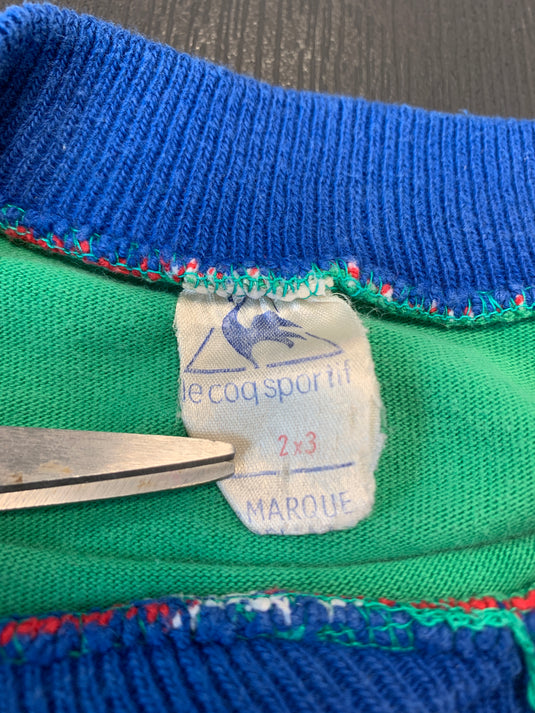 le coq sportif
2x3
MARQUE